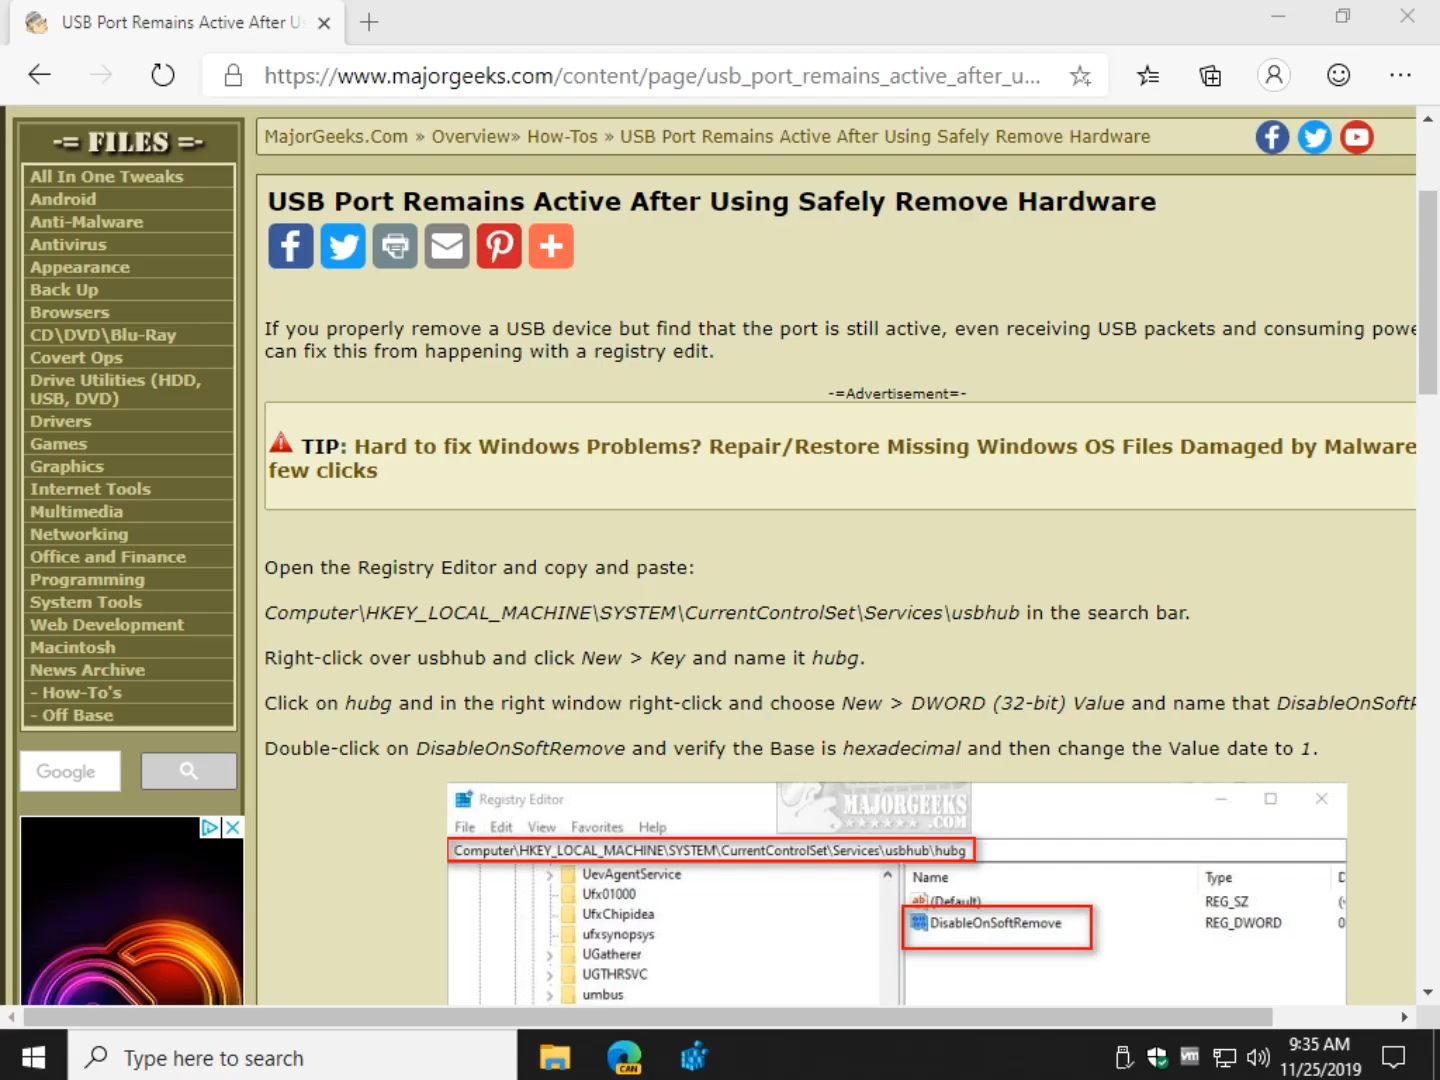 USB Port Remains Active After U
https://www.majorgeeks.com/content/page/usb_port_remains_active_after_u...
-= FILES =-
All In One Tweaks
Android
Anti-Malware
Antivirus
Appearance
Back Up
Browsers
CD\DVD\Blu-Ray
Covert Ops
Drive Utilities (HDD,
USB, DVD)
Drivers
Games
Graphics
Internet Tools
Multimedia
Networking
Office and Finance
Programming
System Tools
Web Development
Macintosh
News Archive
- How-To's
- Off Base
Google
MajorGeeks.Com » Overview» How-Tos » USB Port Remains Active After Using Safely Remove Hardware
USB Port Remains Active After Using Safely Remove Hardware
If you properly remove a USB device but find that the port is still active, even receiving USB packets and consuming powe
can fix this from happening with a registry edit.
-=Advertisement=-
TIP: Hard to fix Windows Problems? Repair/Restore Missing Windows OS Files Damaged by Malware
few clicks
Open the Registry Editor and copy and paste:
Computer\HKEY_LOCAL_MACHINE\SYSTEM\CurrentControlSet\Services\usbhub in the search bar.
Right-click over usbhub and click New > Key and name it hubg.
Click on hubg and in the right window right-click and choose New > DWORD (32-bit) Value and name that DisableOnSoftR
Double-click on DisableOnSoftRemove and verify the Base is hexadecimal and then change the Value date to 1.
Registry Editor
MAJORGEEKS
.COM
File Edit View Favorites Help
Computer\HKEY_LOCAL_MACHINE\SYSTEM\CurrentControlSet\Services\usbhub\hubg
UevAgentService
Ufx01000
UfxChipidea
ufxsynopsys
UGatherer
UGTHRSVC
umbus
Name Type D
ab (Default) REG_SZ (
DisableOnSoftRemove REG_DWORD 0
Type here to search
CAN
vm
9:35 AM
11/25/2019